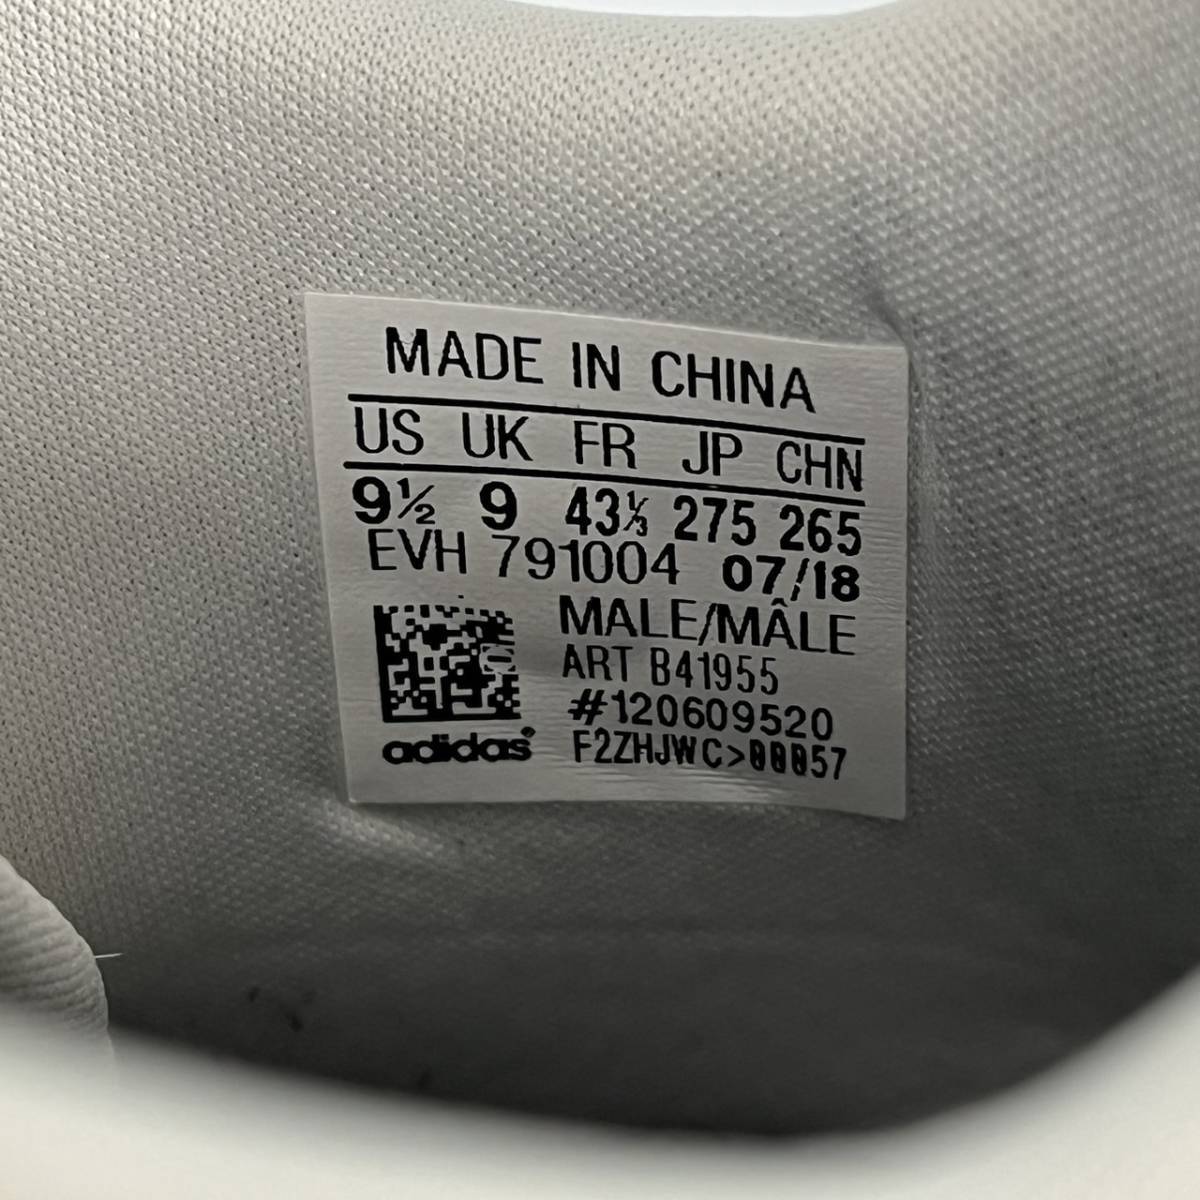 MADE IN CHINA
US UK FR JP CHN
9½ 9 43⅓ 275 265
EVH 791004 07/18
MALE/MÂLE
ART B41955
#120609520
adidas® F2ZHJWC>00057